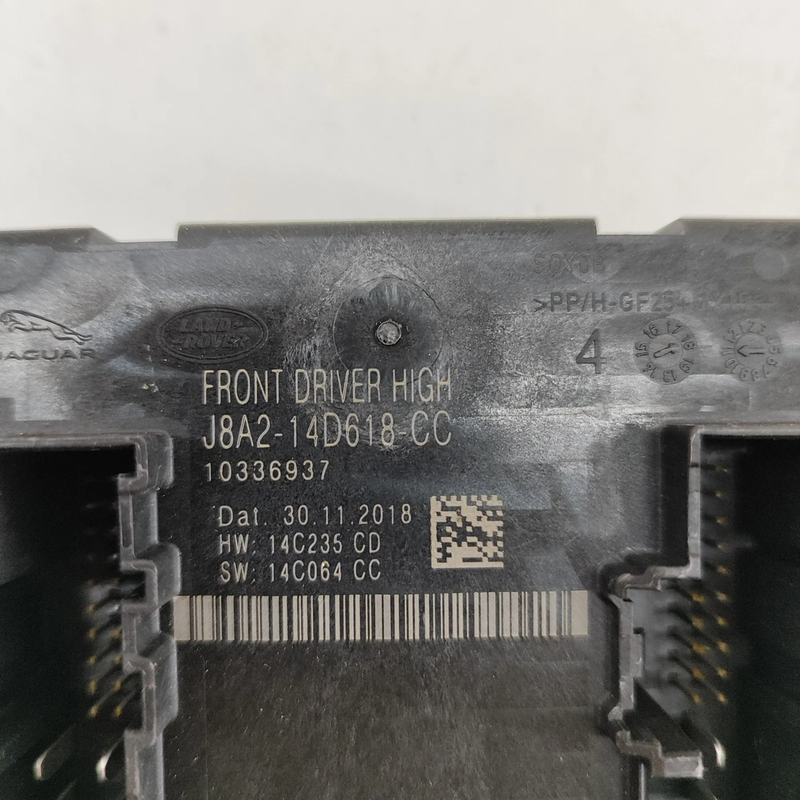 JAGUAR
LAND ROVER
FRONT DRIVER HIGH
J8A2-14D618-CC
10336937
Dat. 30.11.2018
HW: 14C235 CD
SW: 14C064 CC
4